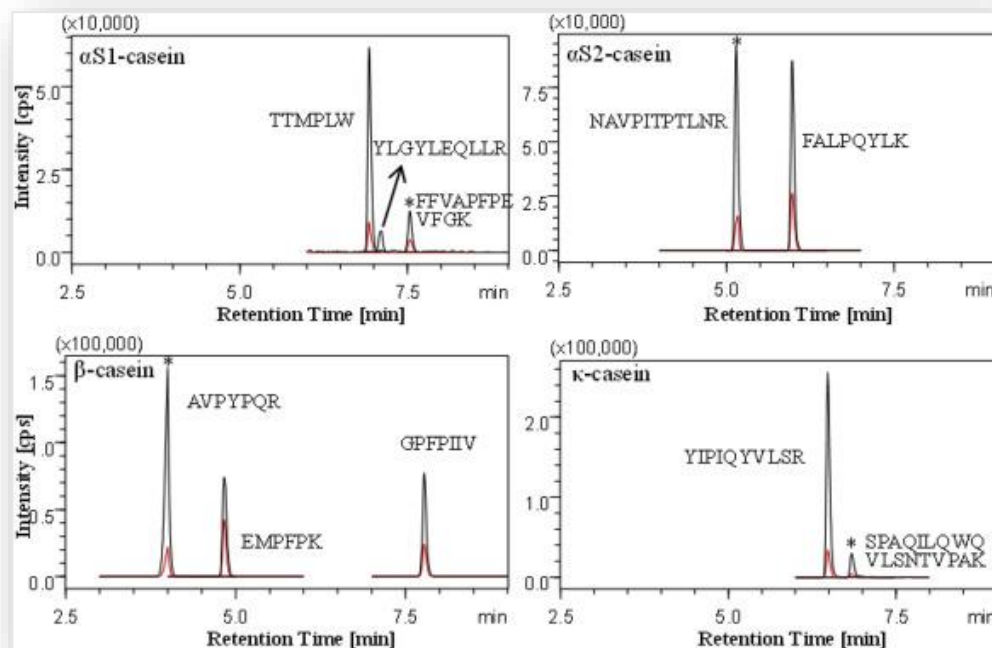 (×10,000)
αS1-casein
Intensity [cps]
5.0
2.5
0.0
TTMPLW
YLGYLEQLLR
*FFVAPFPE
VFGK
2.5 5.0 7.5 min
Retention Time [min]
(×10,000)
αS2-casein
*
7.5
5.0
2.5
0.0
NAVPITPTLNR
FALPQYLK
2.5 5.0 7.5 min
Retention Time [min]
(×100,000)
β-casein
*
Intensity [cps]
1.5
1.0
0.5
0.0
AVPYPQR
EMPFPK
GPFPIIV
2.5 5.0 7.5 min
Retention Time [min]
(×100,000)
κ-casein
2.0
1.0
0.0
YIPIQYVLSR
* SPAQILQWQ
VLSNTVPAK
2.5 5.0 7.5 min
Retention Time [min]